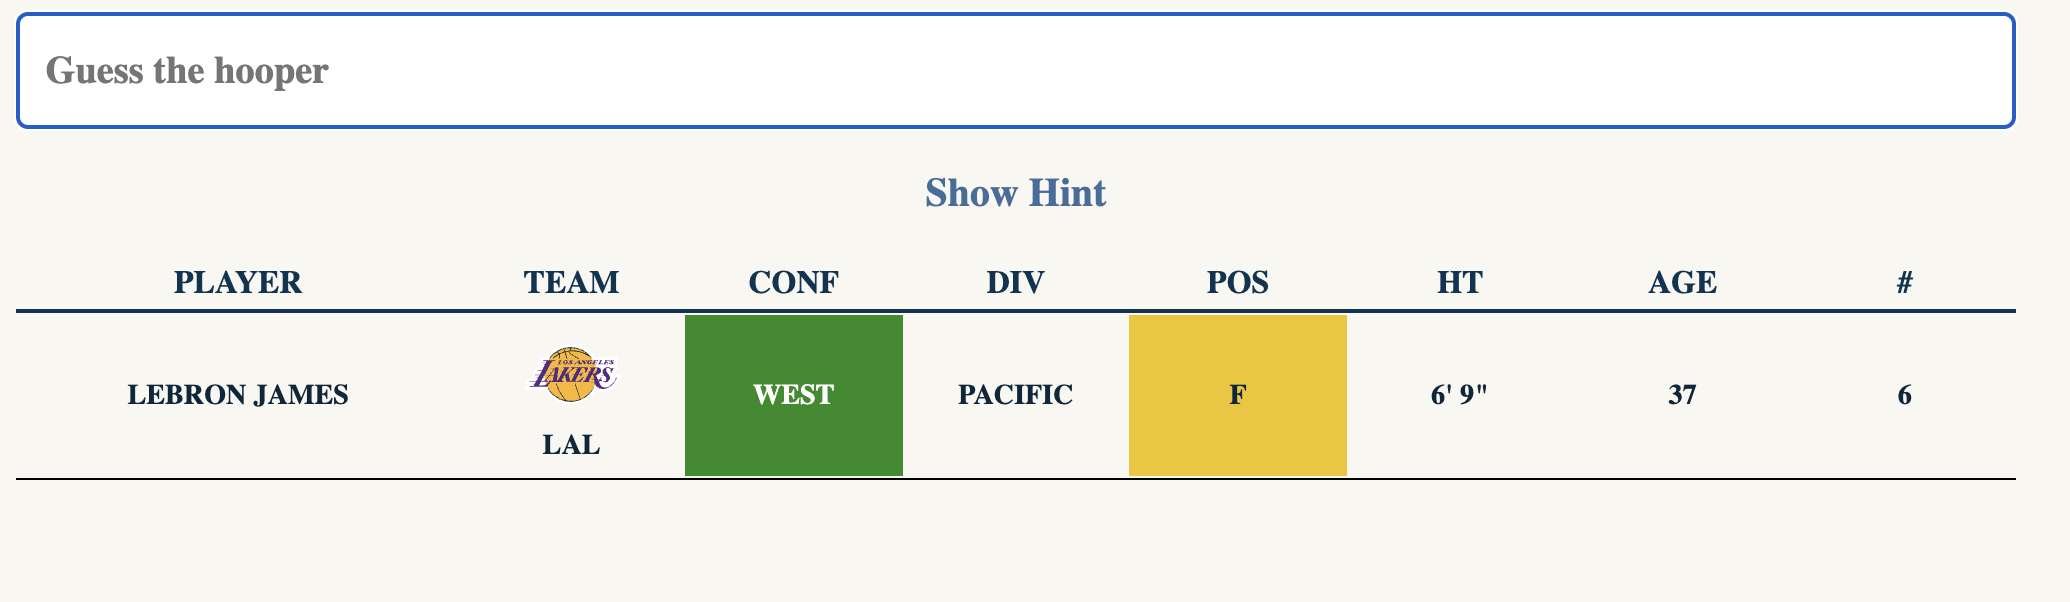 Guess the hooper
Show Hint
PLAYER TEAM CONF DIV POS HT AGE #
LOS ANGELES
LAKERS
LEBRON JAMES WEST PACIFIC F 6' 9" 37 6
LAL